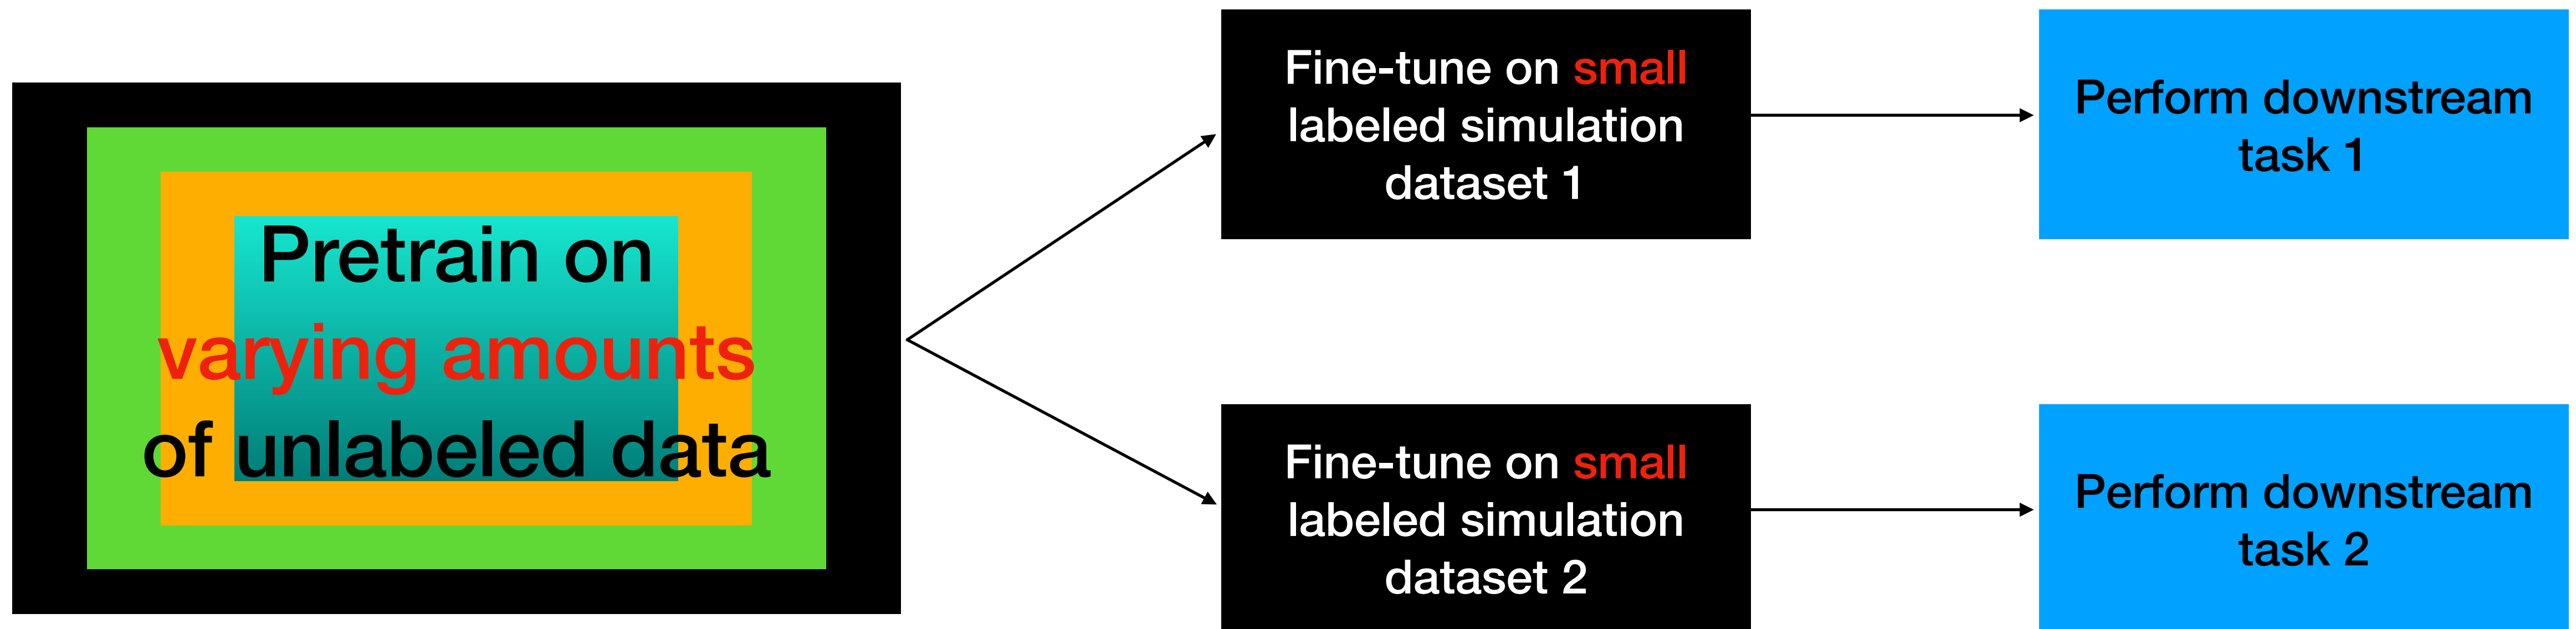 Pretrain on
varying amounts
of unlabeled data
Fine-tune on small
labeled simulation
dataset 1
Perform downstream
task 1
Fine-tune on small
labeled simulation
dataset 2
Perform downstream
task 2